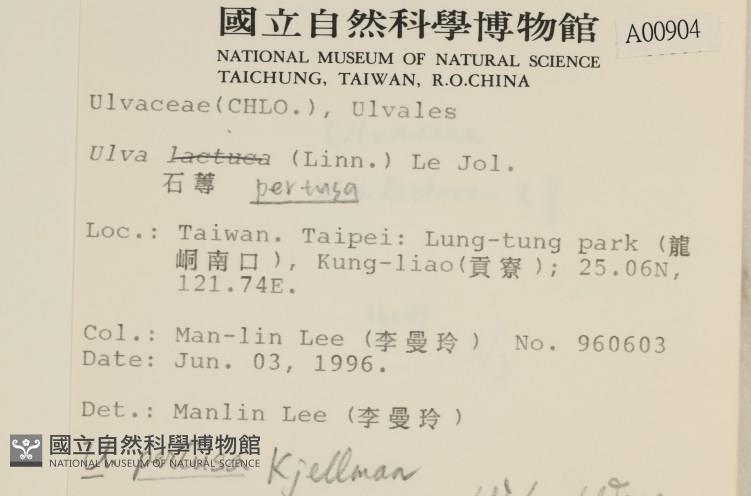 國立自然科學博物館
A00904
NATIONAL MUSEUM OF NATURAL SCIENCE
TAICHUNG, TAIWAN, R.O.CHINA
Ulvaceae(CHLO.), Ulvales
Ulva lactuca (Linn.) Le Jol.
石蓴 pertusa
Loc.: Taiwan. Taipei: Lung-tung park (龍
峒南口), Kung-liao(貢寮); 25.06N,
121.74E.
Col.: Man-lin Lee (李曼玲) No. 960603
Date: Jun. 03, 1996.
Det.: Manlin Lee (李曼玲)
國立自然科學博物館
NATIONAL MUSEUM OF NATURAL SCIENCE
U pertusa Kjellman